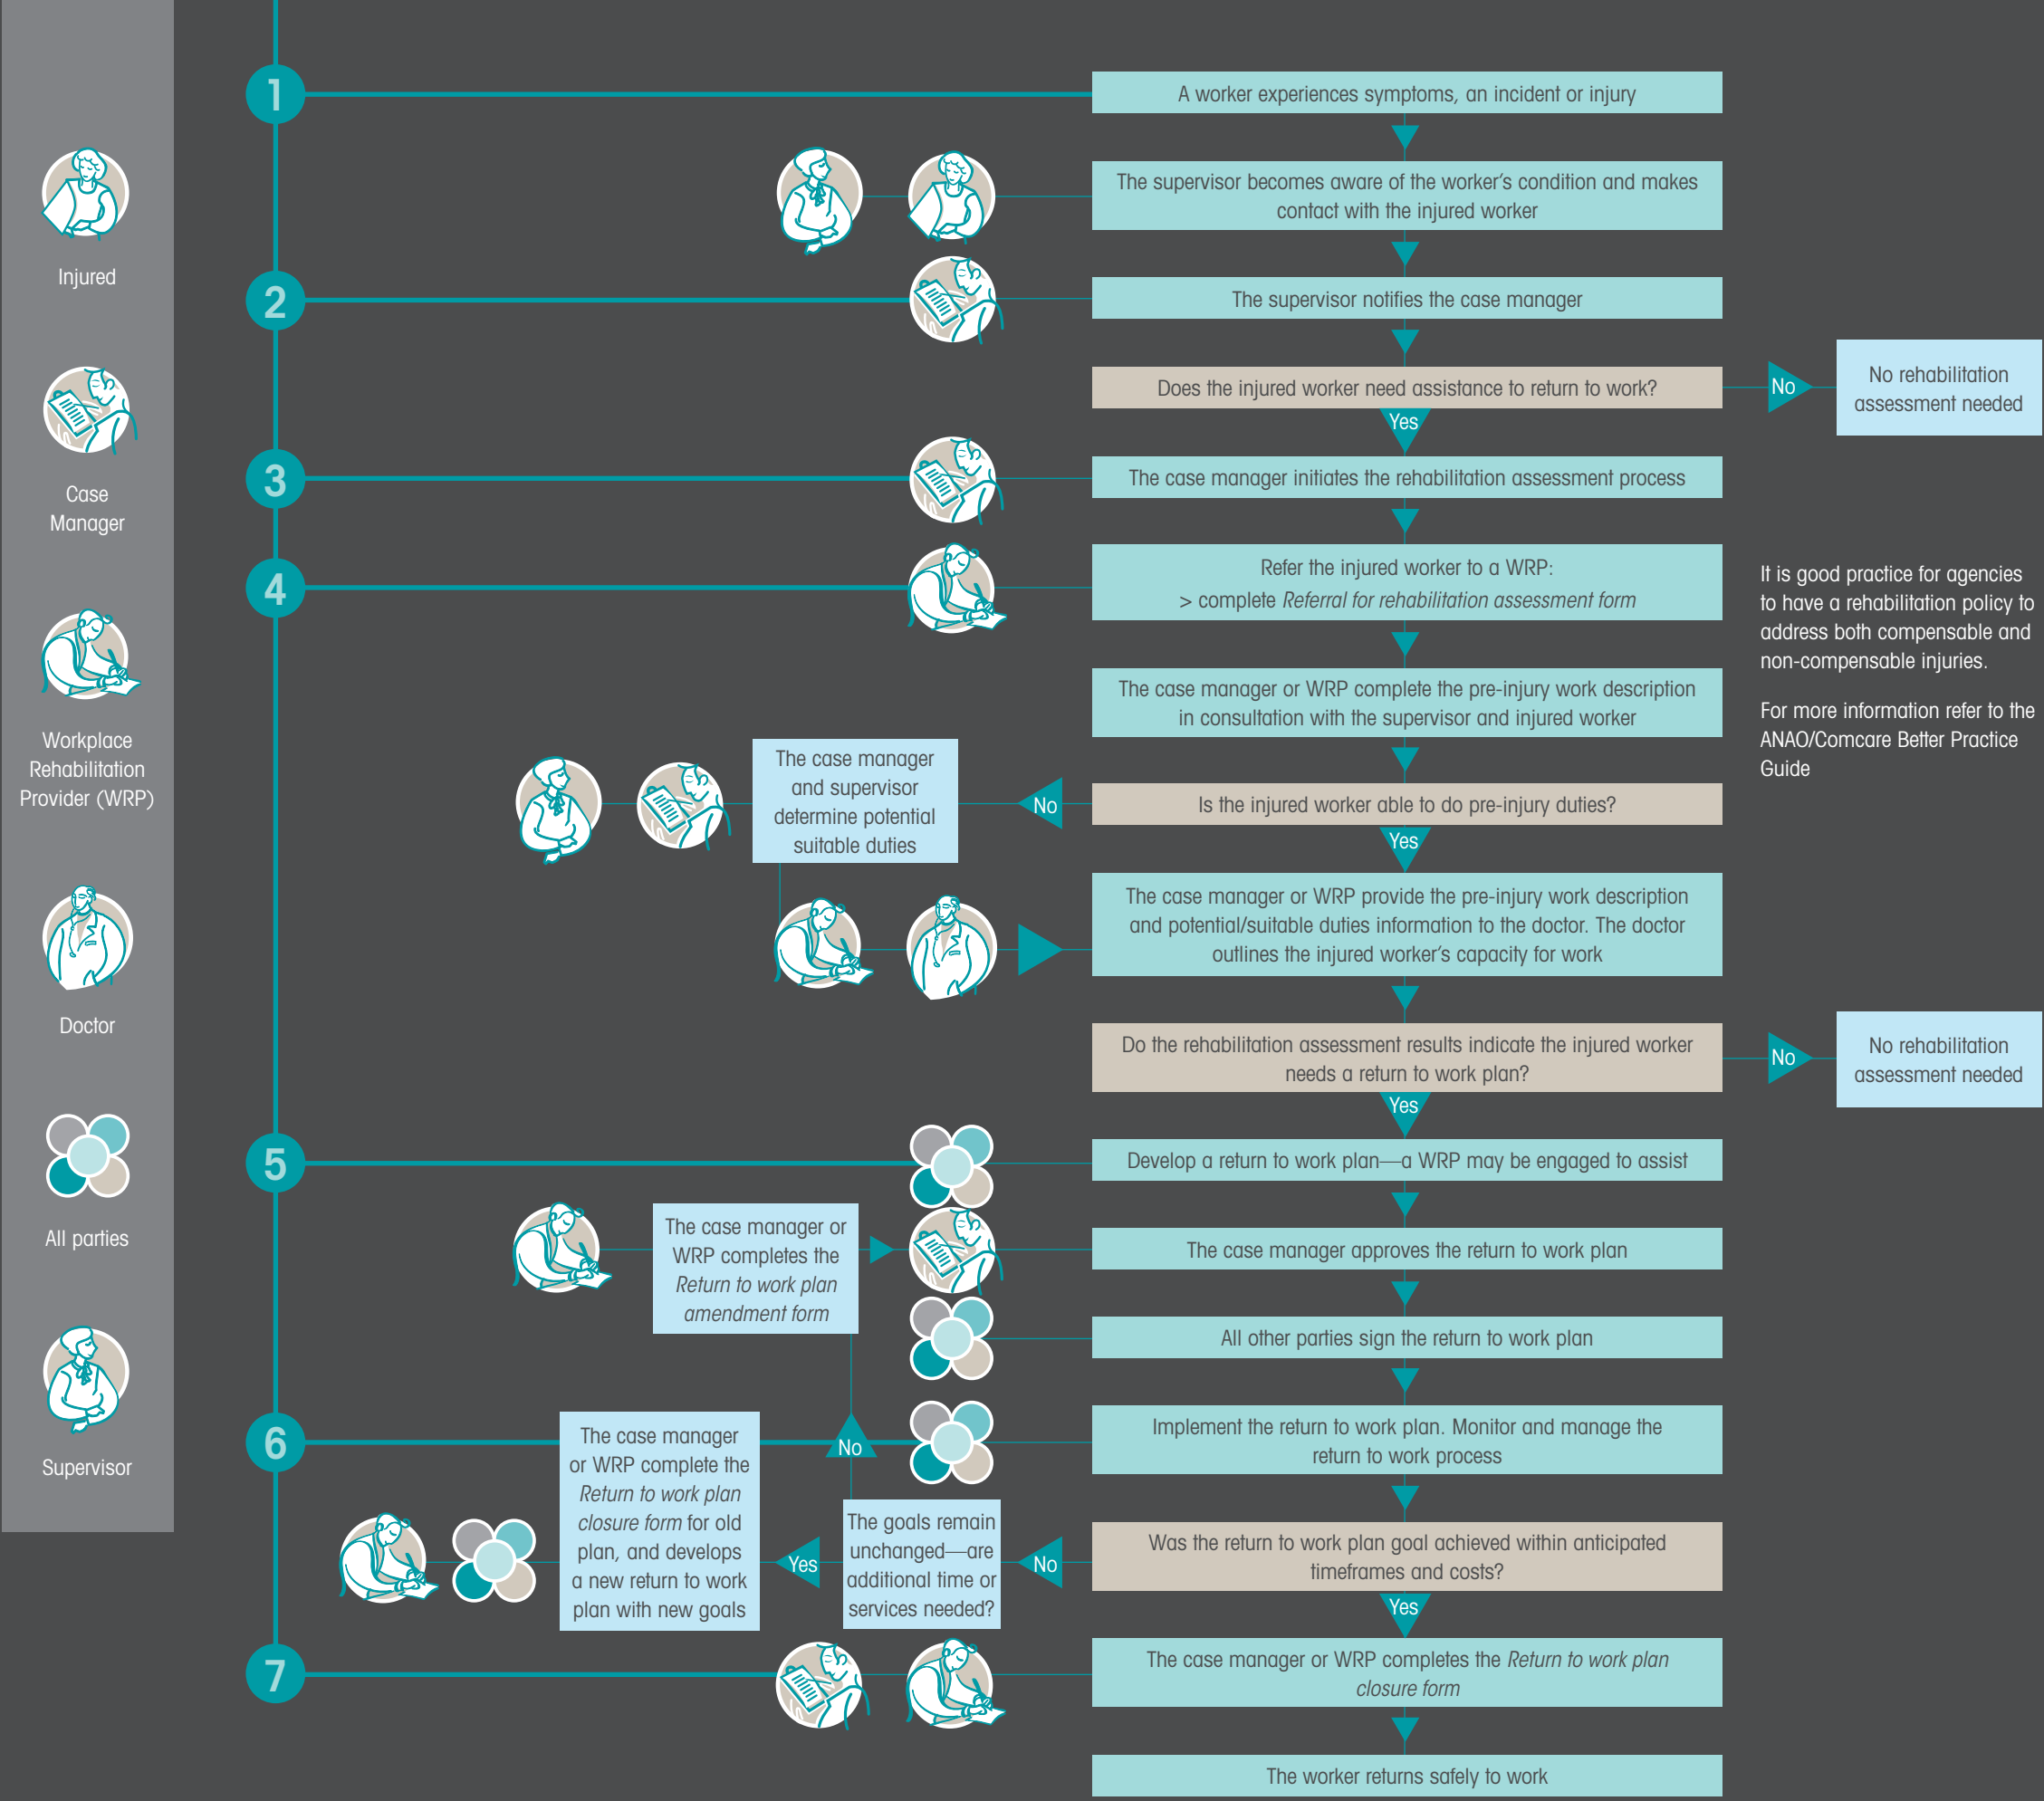 Injured
Case
Manager
Workplace
Rehabilitation
Provider (WRP)
Doctor
All parties
Supervisor
1
A worker experiences symptoms, an incident or injury
The supervisor becomes aware of the worker’s condition and makes
contact with the injured worker
2
The supervisor notifies the case manager
Does the injured worker need assistance to return to work?
No
No rehabilitation
assessment needed
Yes
3
The case manager initiates the rehabilitation assessment process
4
Refer the injured worker to a WRP:
> complete Referral for rehabilitation assessment form
It is good practice for agencies
to have a rehabilitation policy to
address both compensable and
non-compensable injuries.
For more information refer to the
ANAO/Comcare Better Practice
Guide
The case manager or WRP complete the pre-injury work description
in consultation with the supervisor and injured worker
Is the injured worker able to do pre-injury duties?
No
The case manager
and supervisor
determine potential
suitable duties
Yes
The case manager or WRP provide the pre-injury work description
and potential/suitable duties information to the doctor. The doctor
outlines the injured worker’s capacity for work
Do the rehabilitation assessment results indicate the injured worker
needs a return to work plan?
No
No rehabilitation
assessment needed
Yes
5
Develop a return to work plan—a WRP may be engaged to assist
The case manager or
WRP completes the
Return to work plan
amendment form
The case manager approves the return to work plan
All other parties sign the return to work plan
6
Implement the return to work plan. Monitor and manage the
return to work process
Was the return to work plan goal achieved within anticipated
timeframes and costs?
No
The goals remain
unchanged—are
additional time or
services needed?
No
Yes
The case manager
or WRP complete the
Return to work plan
closure form for old
plan, and develops
a new return to work
plan with new goals
Yes
7
The case manager or WRP completes the Return to work plan
closure form
The worker returns safely to work